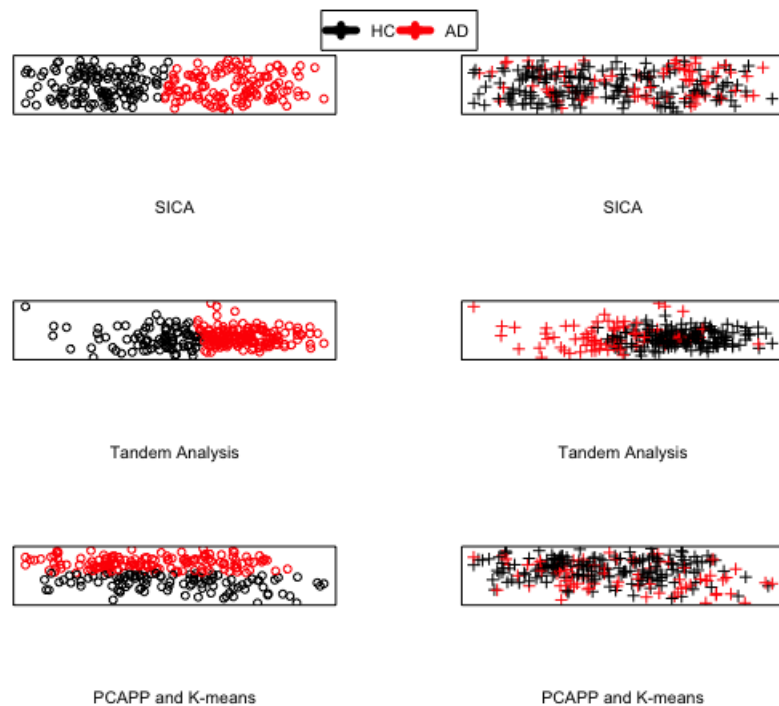 HC AD
SICA SICA
Tandem Analysis Tandem Analysis
PCAPP and K-means PCAPP and K-means